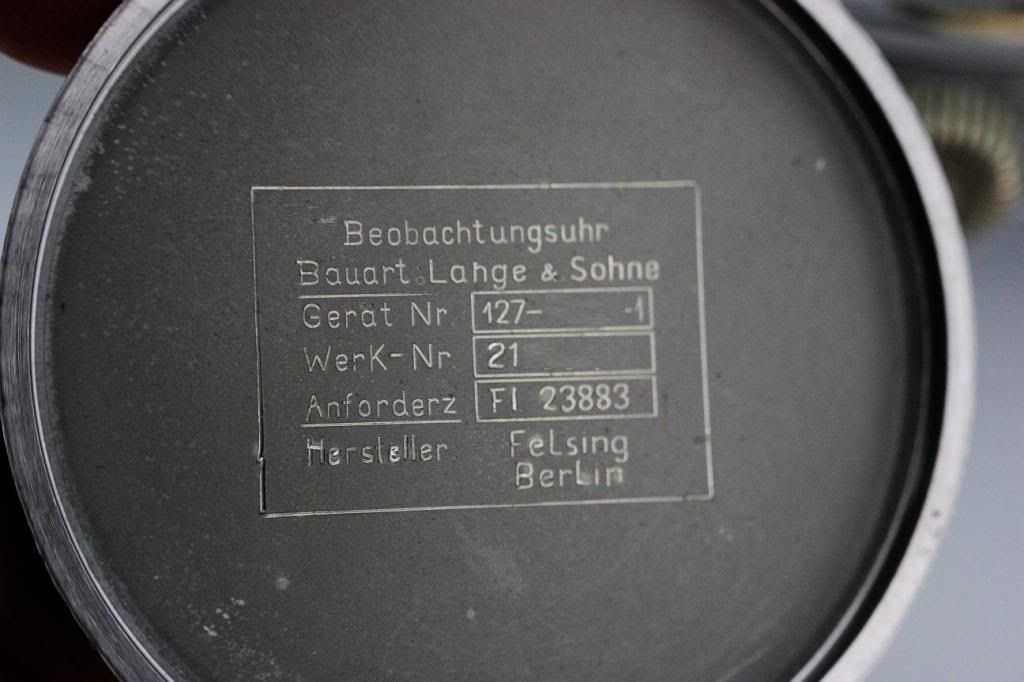 Beobachtungsuhr
Bauart Lange & Sohne
Gerät Nr 127- -1
Werk-Nr 21
Anforderz Fl 23883
Hersteller Felsing
Berlin